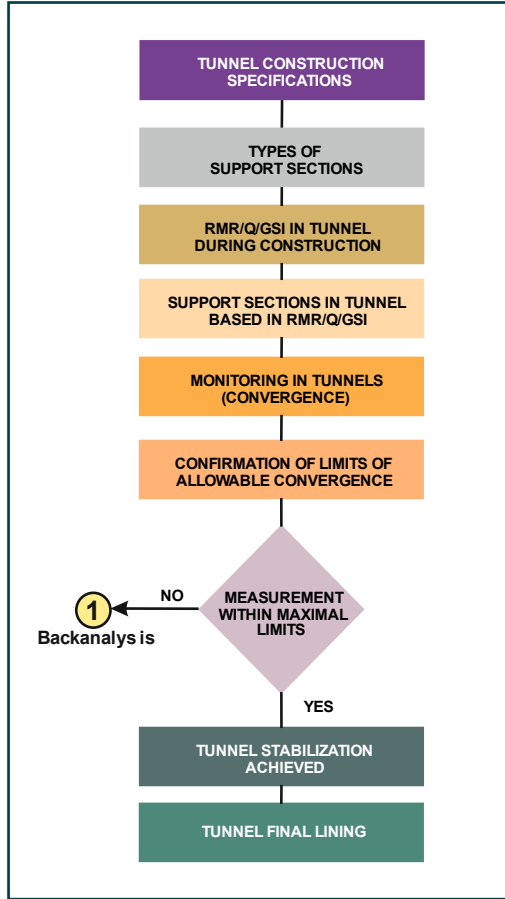 TUNNEL CONSTRUCTION
SPECIFICATIONS
TYPES OF
SUPPORT SECTIONS
RMR/Q/GSI IN TUNNEL
DURING CONSTRUCTION
SUPPORT SECTIONS IN TUNNEL
BASED IN RMR/Q/GSI
MONITORING IN TUNNELS
(CONVERGENCE)
CONFIRMATION OF LIMITS OF
ALLOWABLE CONVERGENCE
MEASUREMENT
WITHIN MAXIMAL
LIMITS
NO
1
Backanalys is
YES
TUNNEL STABILIZATION
ACHIEVED
TUNNEL FINAL LINING